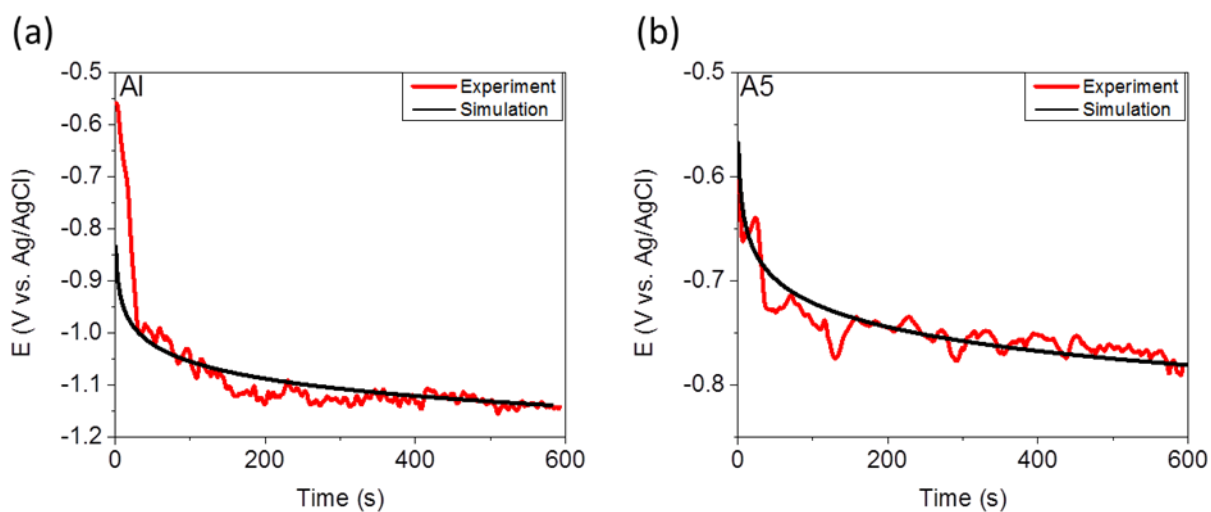 (a)
Al
Experiment
Simulation
-0.5
-0.6
-0.7
-0.8
-0.9
-1.0
-1.1
-1.2
E (V vs. Ag/AgCl)
0
200
400
600
Time (s)
(b)
A5
Experiment
Simulation
-0.5
-0.6
-0.7
-0.8
E (V vs. Ag/AgCl)
0
200
400
600
Time (s)